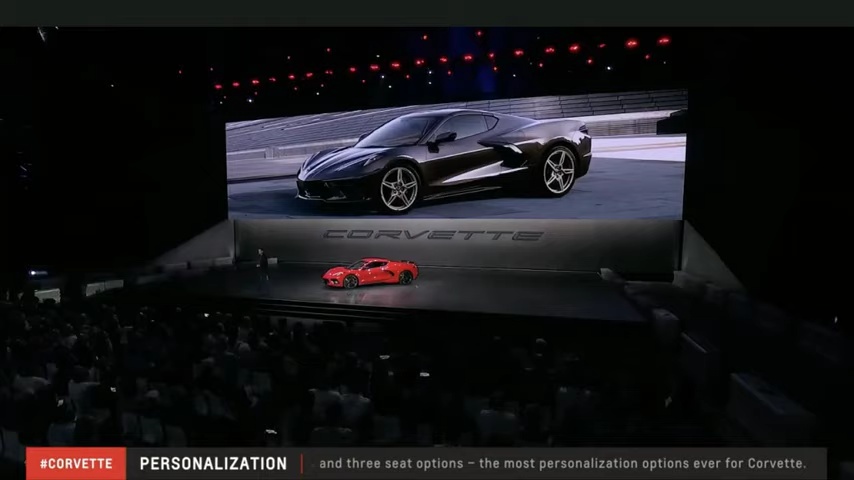 CORVETTE
#CORVETTE PERSONALIZATION and three seat options – the most personalization options ever for Corvette.